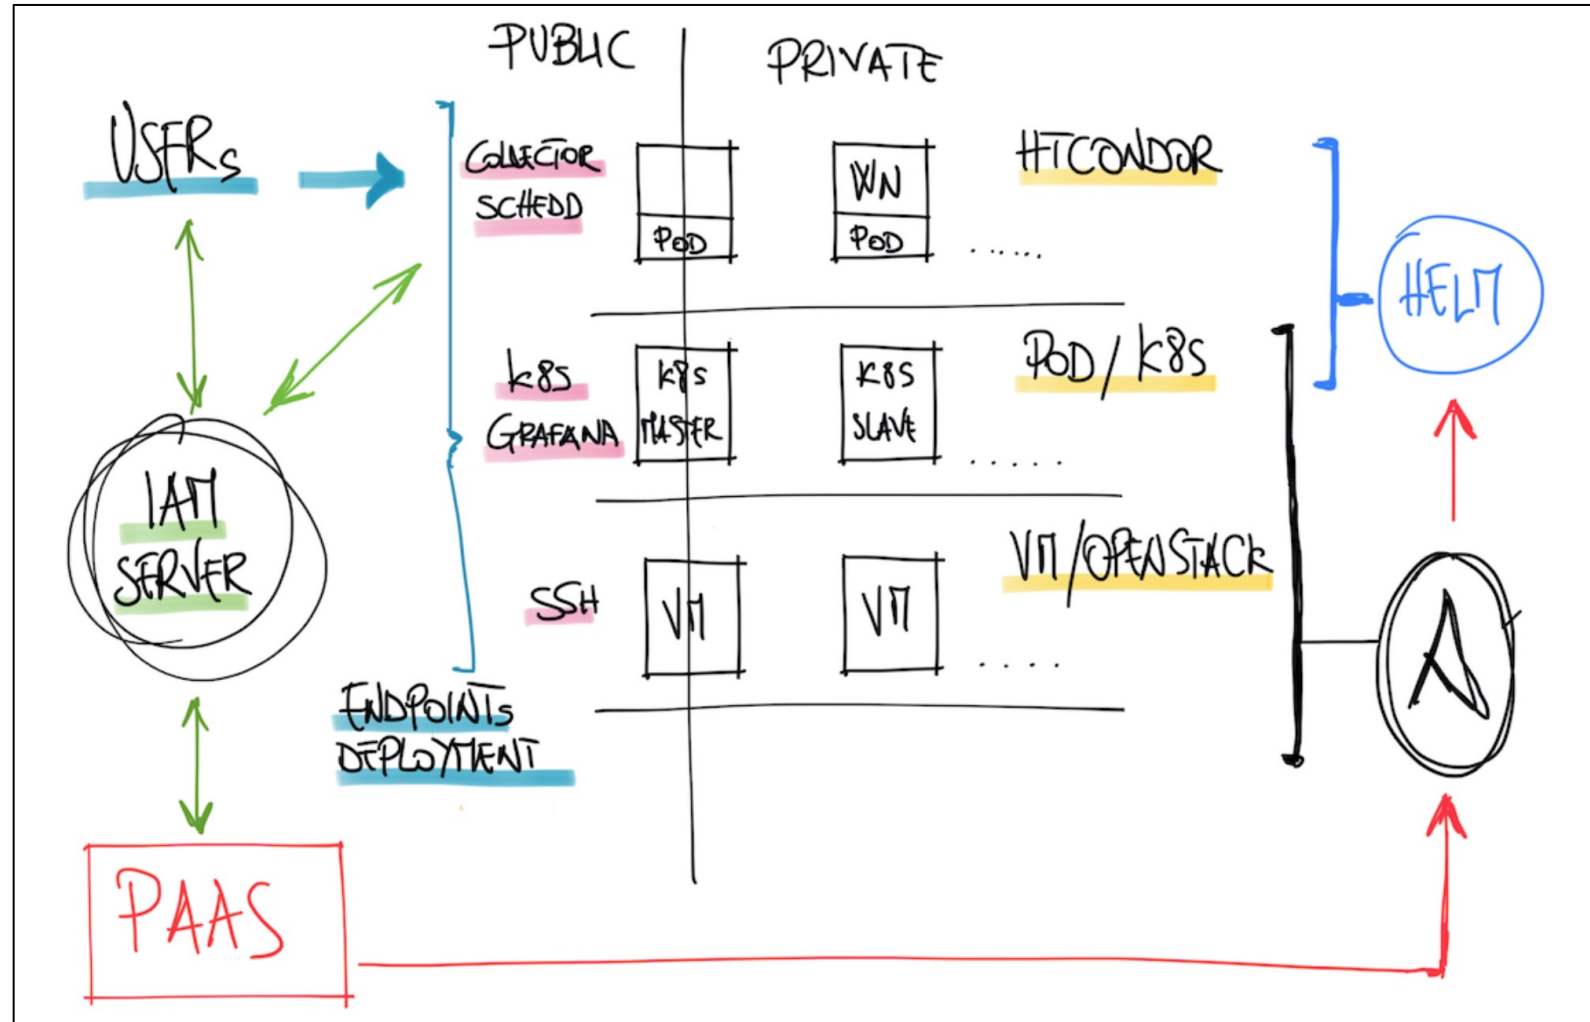 PUBLIC
PRIVATE
USERs
COLLECTOR
SCHEDD
POD
WN
POD
HTCONDOR
HELM
K8S
GRAFANA
K8S
MASTER
K8S
SLAVE
POD/K8S
IAM
SERVER
SSH
VM
VM
VM/OPENSTACK
ENDPOINTs
DEPLOYMENT
PAAS